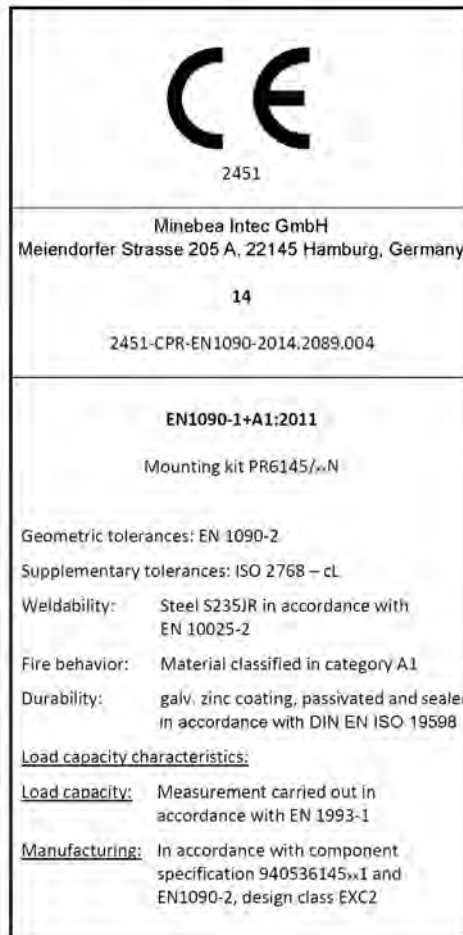 CE
2451
Minebea Intec GmbH
Meiendorfer Strasse 205 A, 22145 Hamburg, Germany
14
2451-CPR-EN1090-2014.2089.004
EN1090-1+A1:2011
Mounting kit PR6145/xxN
Geometric tolerances: EN 1090-2
Supplementary tolerances: ISO 2768 – cL
Weldability: Steel S235JR in accordance with
EN 10025-2
Fire behavior: Material classified in category A1
Durability: galv. zinc coating, passivated and sealed
in accordance with DIN EN ISO 19598
Load capacity characteristics:
Load capacity: Measurement carried out in
accordance with EN 1993-1
Manufacturing: In accordance with component
specification 940536145xx1 and
EN1090-2, design class EXC2